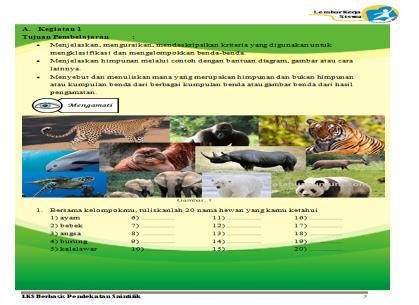 Lembar Kerja
Siswa
A. Kegiatan 1
Tujuan Pembelajaran :
• Menjelaskan, menguraikan, mendeskripsikan kriteria yang digunakan untuk
mengklasifikasi dan mengelompokkan benda-benda.
• Menjelaskan himpunan melalui contoh dengan bantuan diagram, gambar atau cara
lainnya
• Menyebut dan menuliskan mana yang merupakan himpunan dan bukan himpunan
atau kumpulan benda dari berbagai kumpulan benda atau gambar benda dari hasil
pengamatan.
Mengamati
Gambar. 1
1. Bersama kelompokmu, tuliskanlah 20 nama hewan yang kamu ketahui
1) ayam 6) ............ 11) ............ 16) ............
2) bebek 7) ............ 12) ............ 17) ............
3) angsa 8) ............ 13) ............ 18) ............
4) burung 9) ............ 14) ............ 19) ............
5) kelelawar 10) ............ 15) ............ 20) ............
LKS Berbasis Pendekatan Saintifik 7